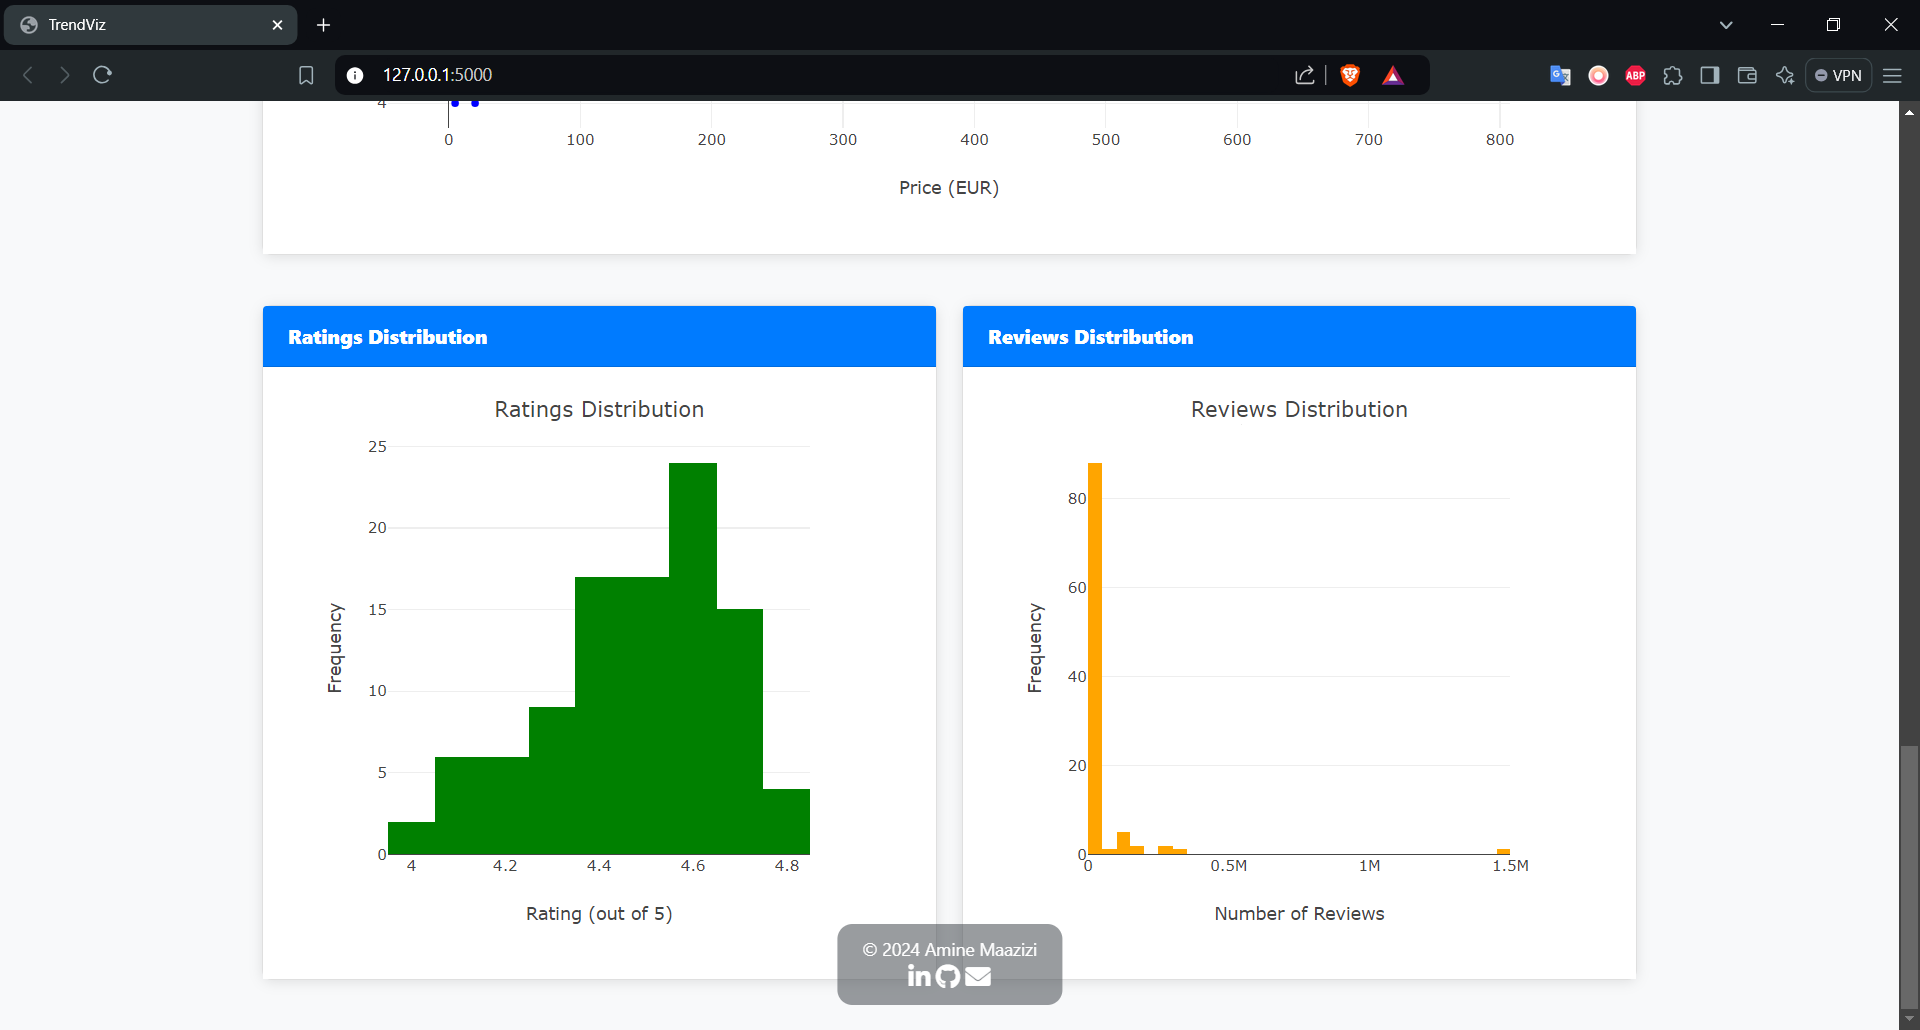 TrendViz
127.0.0.1:5000
ABP
VPN
4
0 100 200 300 400 500 600 700 800
Price (EUR)
Ratings Distribution
Ratings Distribution
25
20
15
10
5
0
Frequency
4 4.2 4.4 4.6 4.8
Rating (out of 5)
Reviews Distribution
Reviews Distribution
80
60
40
20
0
Frequency
0 0.5M 1M 1.5M
Number of Reviews
© 2024 Amine Maazizi
in